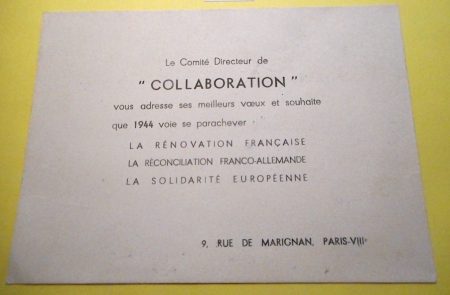 Le Comité Directeur de
" COLLABORATION "
vous adresse ses meilleurs vœux et souhaite
que 1944 voie se parachever :
LA RÉNOVATION FRANÇAISE
LA RÉCONCILIATION FRANCO-ALLEMANDE
LA SOLIDARITÉ EUROPÉENNE
9, RUE DE MARIGNAN, PARIS-VIIIᵉ